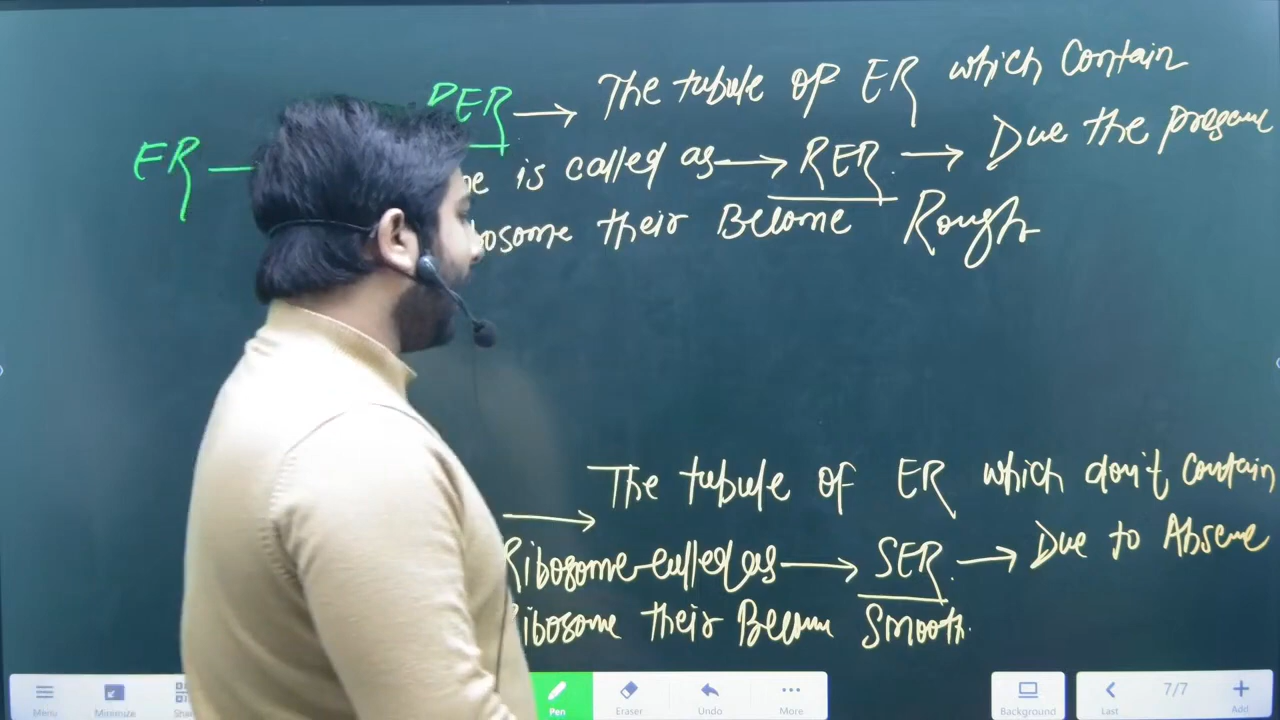 RER → The tubule of ER which Contain
ER — is called as → RER. → Due the presence
their Become Rough
→ The tubule of ER which don't Contain
Ribosome called as → SER. → Due to Absence
Ribosome their Become Smooth.
Menu Minimize Pen Eraser Undo More Background Last 7/7 Add